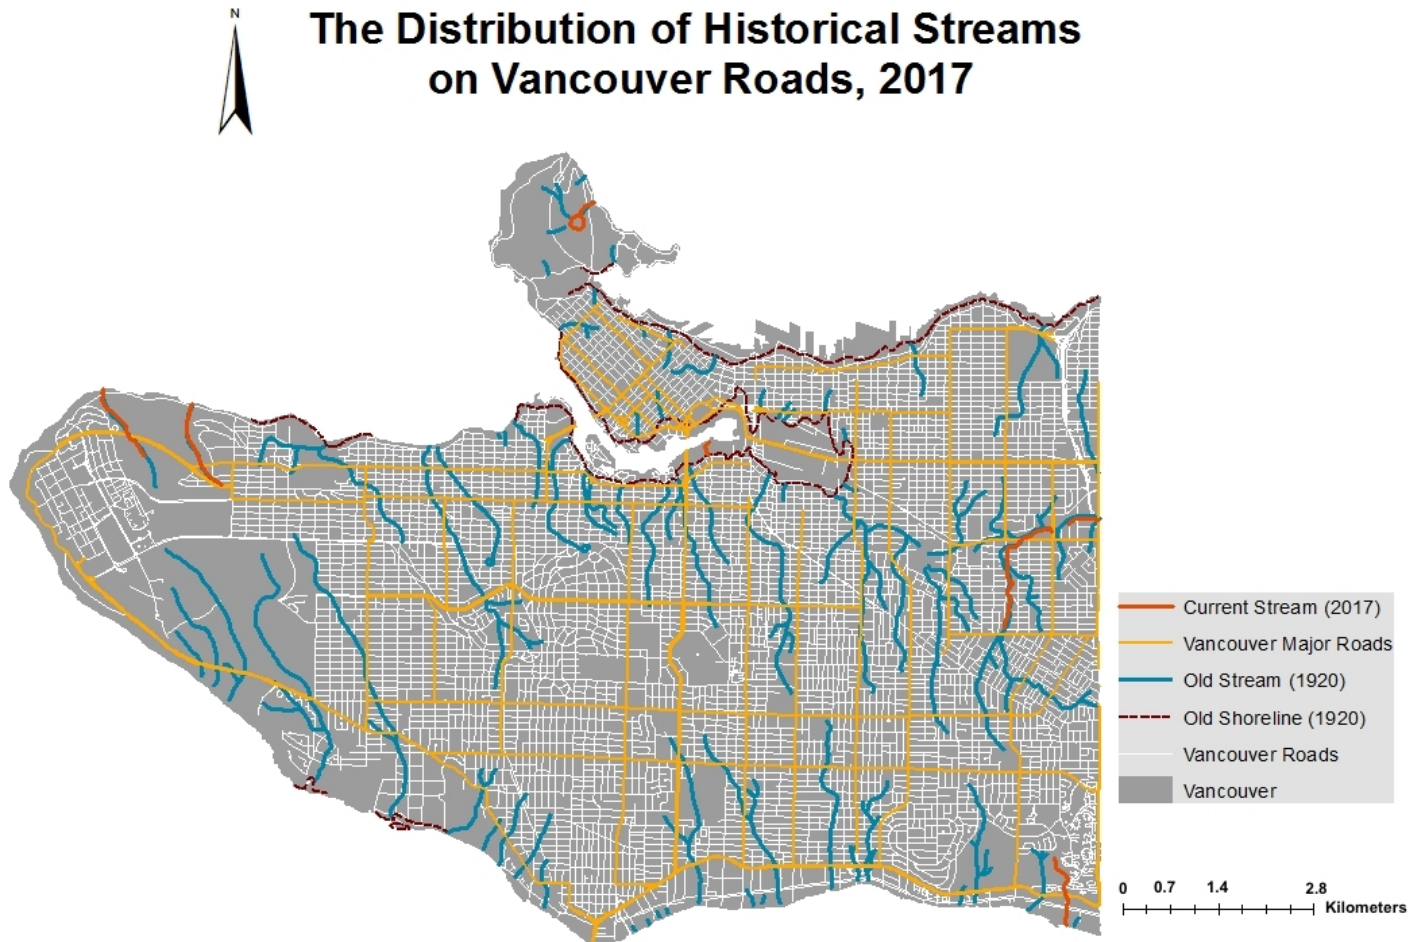 N
The Distribution of Historical Streams
on Vancouver Roads, 2017
Current Stream (2017)
Vancouver Major Roads
Old Stream (1920)
Old Shoreline (1920)
Vancouver Roads
Vancouver
0 0.7 1.4 2.8
Kilometers